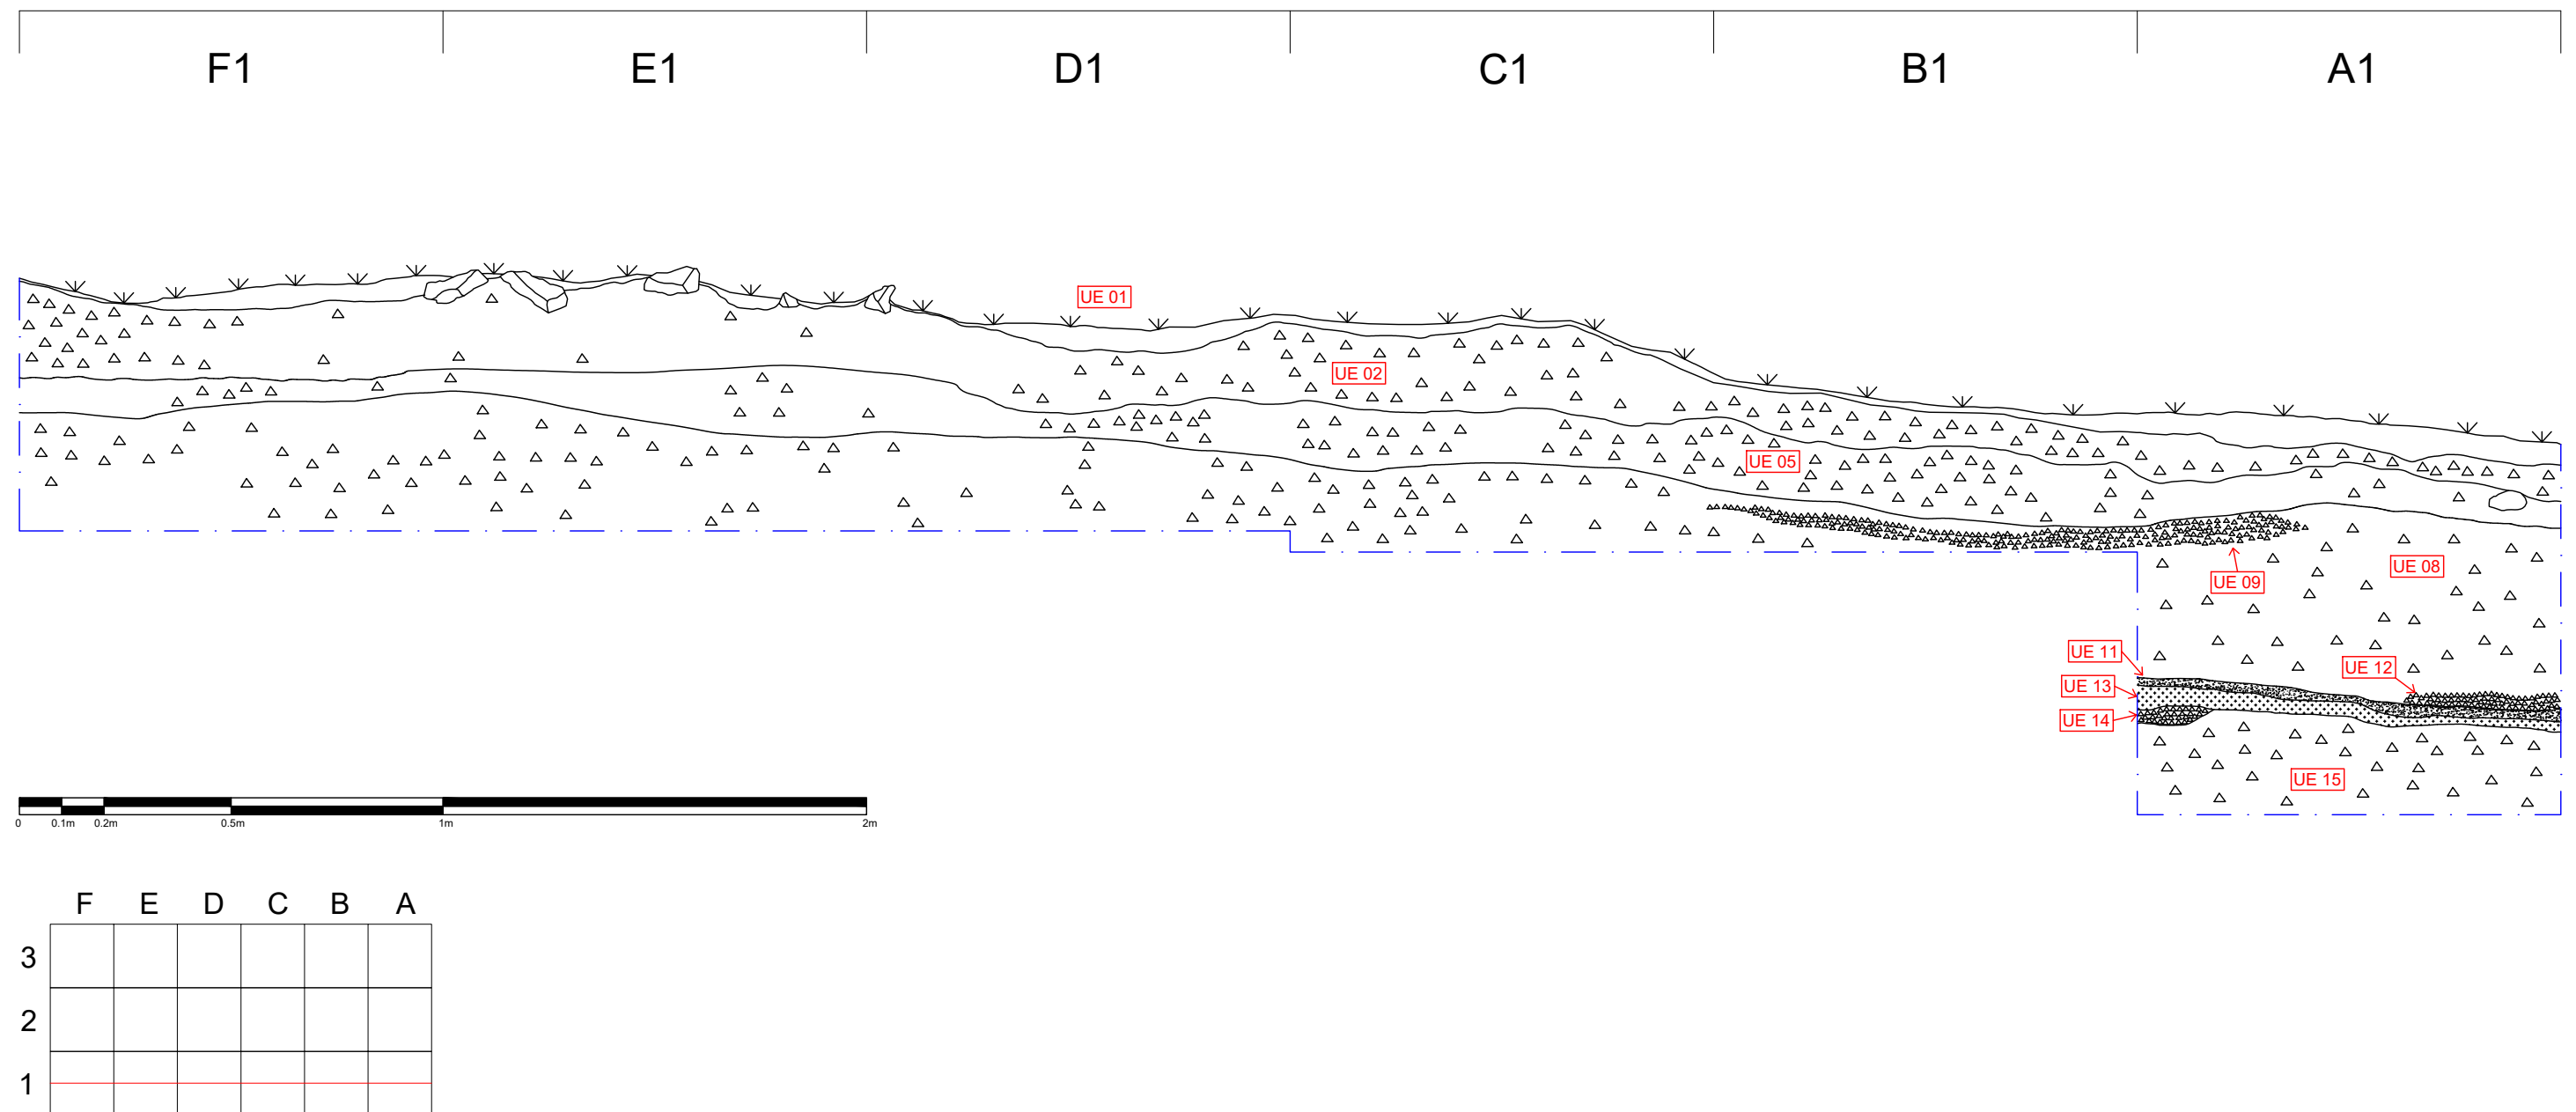 F1 E1 D1 C1 B1 A1
UE 01
UE 02
UE 05
UE 08
UE 09
UE 11
UE 12
UE 13
UE 14
UE 15
0 0.1m 0.2m 0.5m 1m 2m
F E D C B A
3
2
1